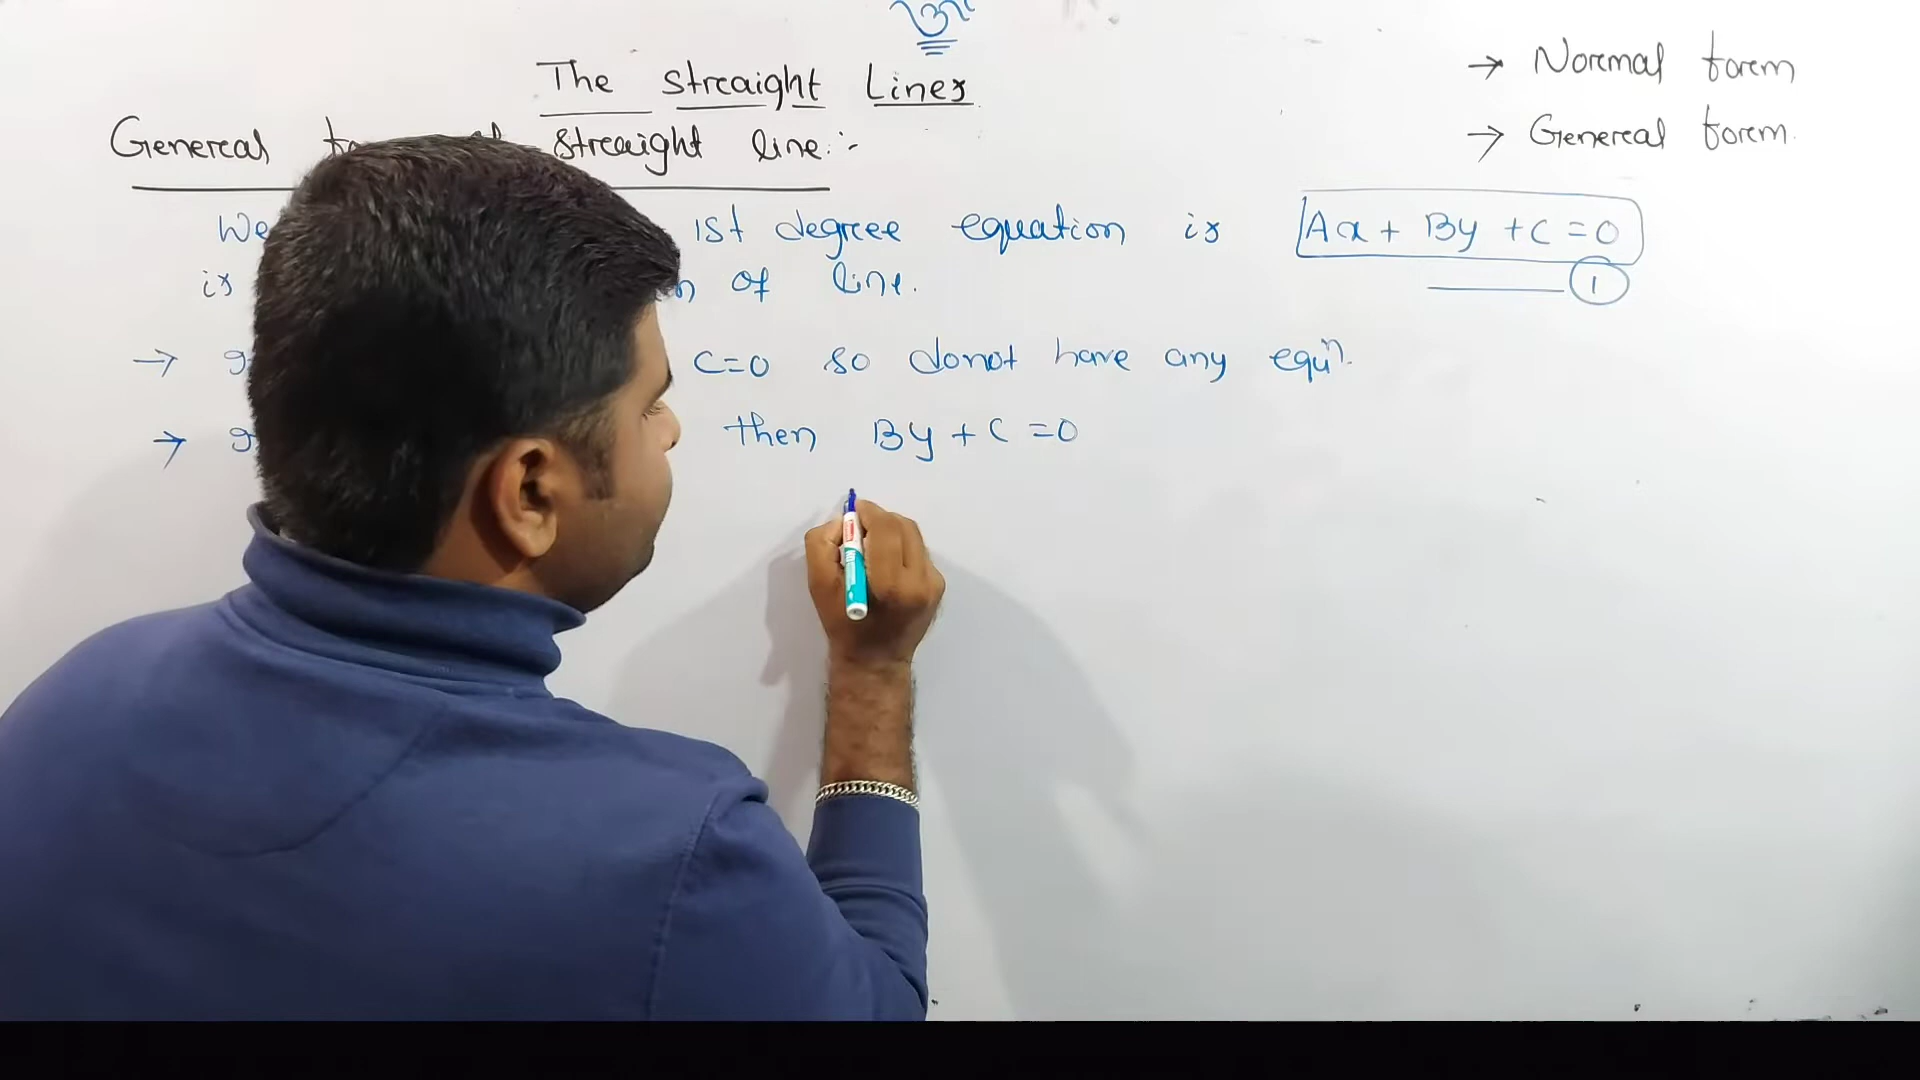 The straight Lines
→ Normal form
→ General form.
General straight line:-
We 1st degree equation is Ax + By + C = 0
is of line. 1
→ C=0 so donot have any equⁿ.
→ then By + C = 0